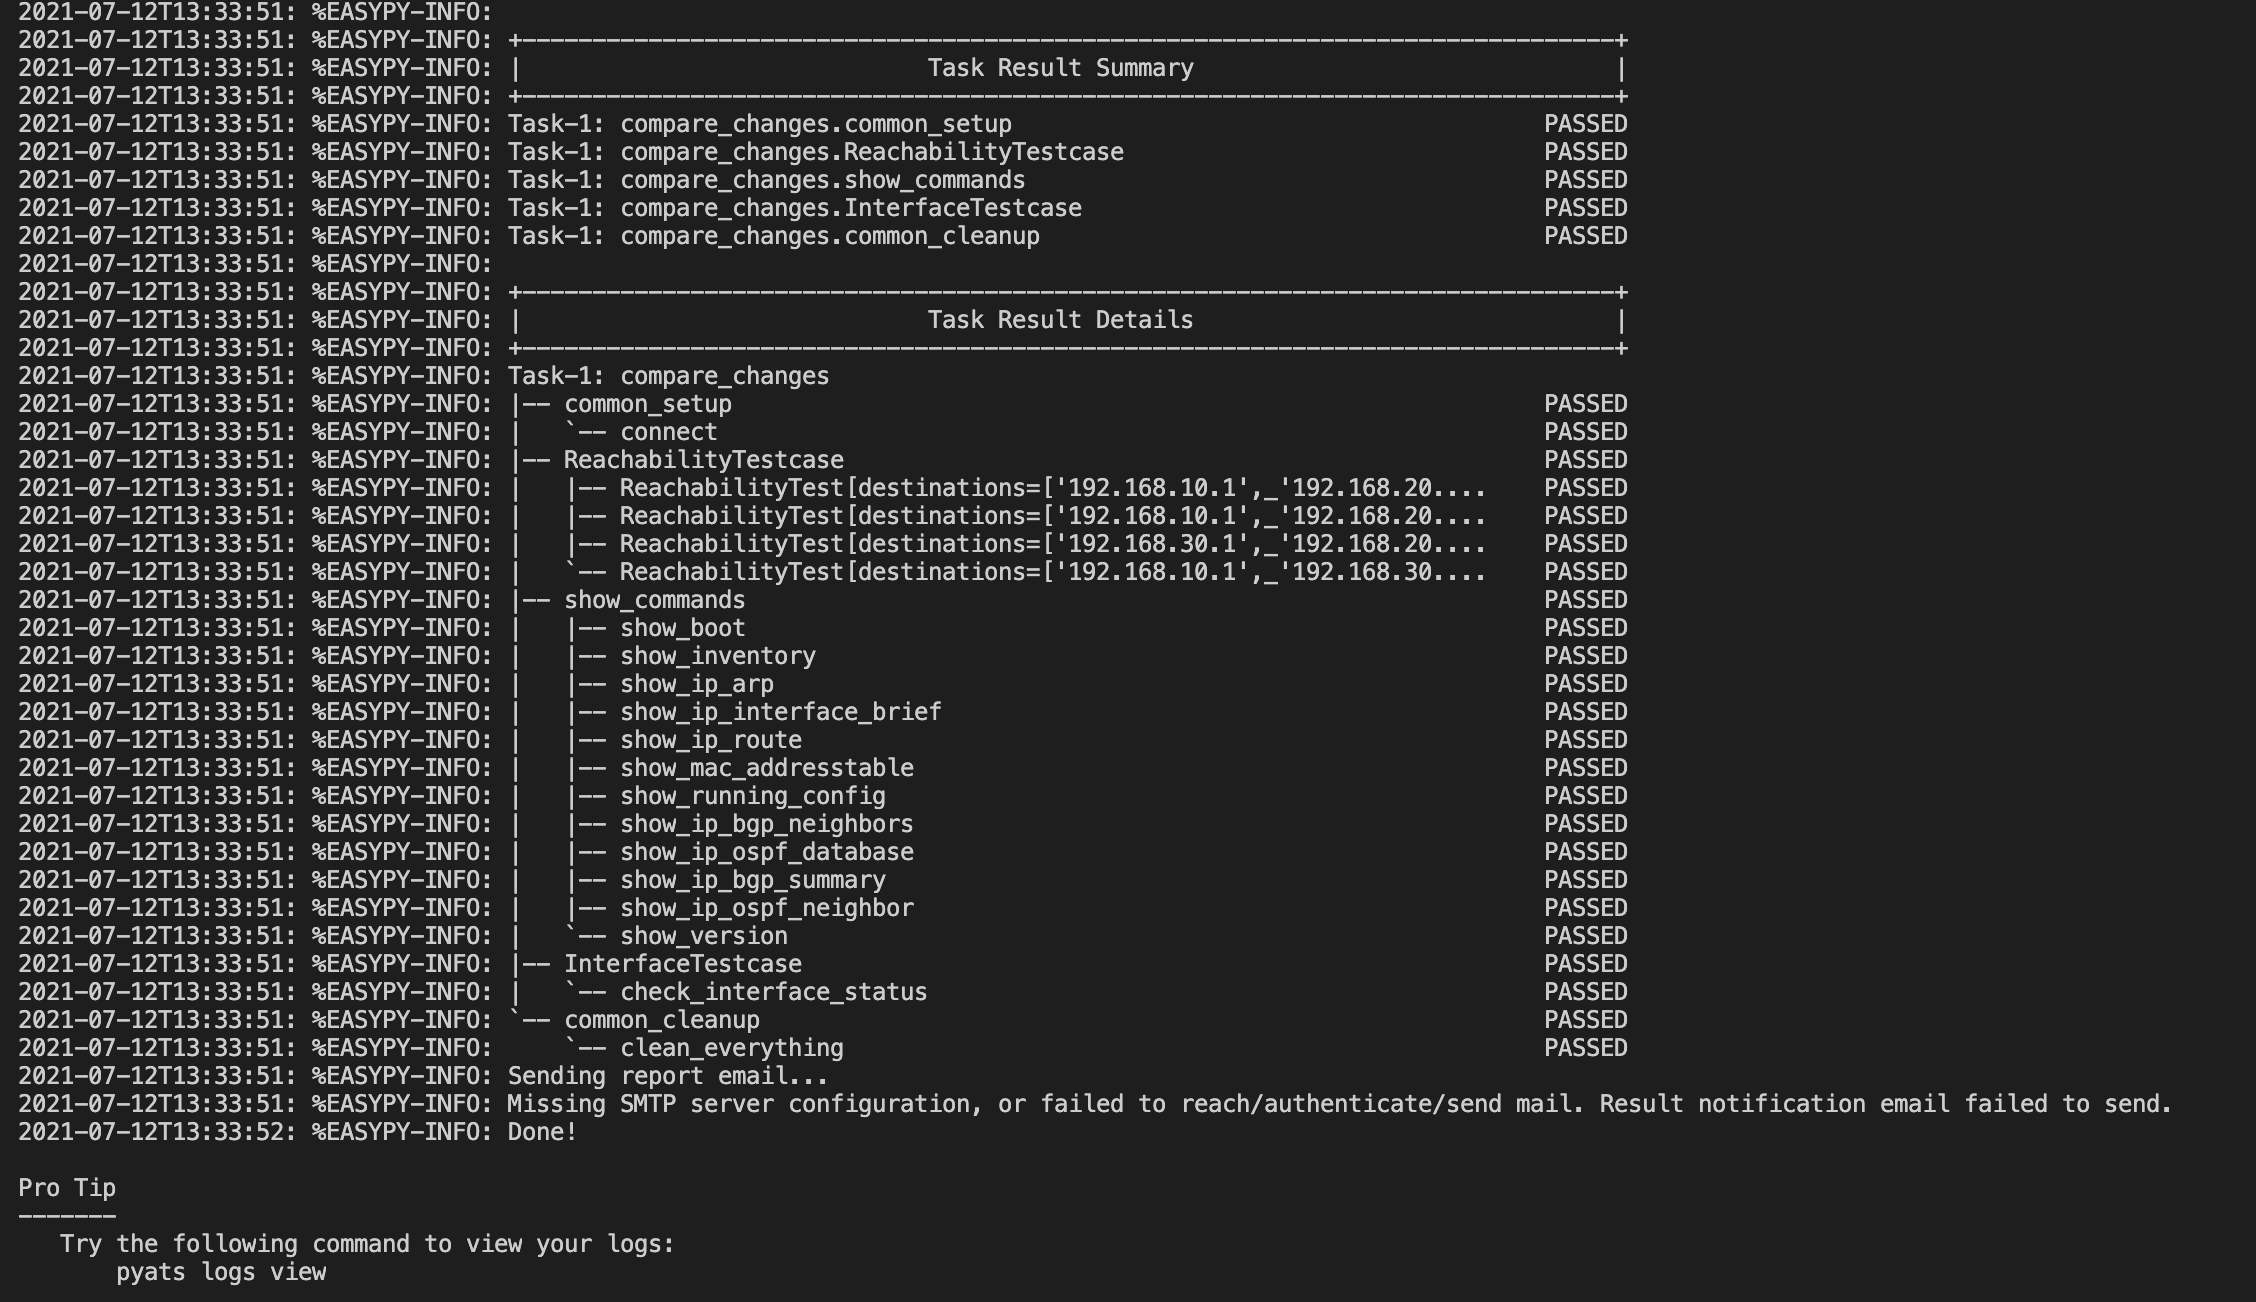 2021-07-12T13:33:51: %EASYPY-INFO:
2021-07-12T13:33:51: %EASYPY-INFO: +------------------------------------------------------------------------------+
2021-07-12T13:33:51: %EASYPY-INFO: |                             Task Result Summary                              |
2021-07-12T13:33:51: %EASYPY-INFO: +------------------------------------------------------------------------------+
2021-07-12T13:33:51: %EASYPY-INFO: Task-1: compare_changes.common_setup                                      PASSED
2021-07-12T13:33:51: %EASYPY-INFO: Task-1: compare_changes.ReachabilityTestcase                              PASSED
2021-07-12T13:33:51: %EASYPY-INFO: Task-1: compare_changes.show_commands                                     PASSED
2021-07-12T13:33:51: %EASYPY-INFO: Task-1: compare_changes.InterfaceTestcase                                 PASSED
2021-07-12T13:33:51: %EASYPY-INFO: Task-1: compare_changes.common_cleanup                                    PASSED
2021-07-12T13:33:51: %EASYPY-INFO:
2021-07-12T13:33:51: %EASYPY-INFO: +------------------------------------------------------------------------------+
2021-07-12T13:33:51: %EASYPY-INFO: |                             Task Result Details                              |
2021-07-12T13:33:51: %EASYPY-INFO: +------------------------------------------------------------------------------+
2021-07-12T13:33:51: %EASYPY-INFO: Task-1: compare_changes
2021-07-12T13:33:51: %EASYPY-INFO: |-- common_setup                                                          PASSED
2021-07-12T13:33:51: %EASYPY-INFO: |   `-- connect                                                           PASSED
2021-07-12T13:33:51: %EASYPY-INFO: |-- ReachabilityTestcase                                                  PASSED
2021-07-12T13:33:51: %EASYPY-INFO: |   |-- ReachabilityTest[destinations=['192.168.10.1',_'192.168.20....    PASSED
2021-07-12T13:33:51: %EASYPY-INFO: |   |-- ReachabilityTest[destinations=['192.168.10.1',_'192.168.20....    PASSED
2021-07-12T13:33:51: %EASYPY-INFO: |   |-- ReachabilityTest[destinations=['192.168.30.1',_'192.168.20....    PASSED
2021-07-12T13:33:51: %EASYPY-INFO: |   `-- ReachabilityTest[destinations=['192.168.10.1',_'192.168.30....    PASSED
2021-07-12T13:33:51: %EASYPY-INFO: |-- show_commands                                                         PASSED
2021-07-12T13:33:51: %EASYPY-INFO: |   |-- show_boot                                                         PASSED
2021-07-12T13:33:51: %EASYPY-INFO: |   |-- show_inventory                                                    PASSED
2021-07-12T13:33:51: %EASYPY-INFO: |   |-- show_ip_arp                                                       PASSED
2021-07-12T13:33:51: %EASYPY-INFO: |   |-- show_ip_interface_brief                                           PASSED
2021-07-12T13:33:51: %EASYPY-INFO: |   |-- show_ip_route                                                     PASSED
2021-07-12T13:33:51: %EASYPY-INFO: |   |-- show_mac_addresstable                                             PASSED
2021-07-12T13:33:51: %EASYPY-INFO: |   |-- show_running_config                                               PASSED
2021-07-12T13:33:51: %EASYPY-INFO: |   |-- show_ip_bgp_neighbors                                             PASSED
2021-07-12T13:33:51: %EASYPY-INFO: |   |-- show_ip_ospf_database                                             PASSED
2021-07-12T13:33:51: %EASYPY-INFO: |   |-- show_ip_bgp_summary                                               PASSED
2021-07-12T13:33:51: %EASYPY-INFO: |   |-- show_ip_ospf_neighbor                                             PASSED
2021-07-12T13:33:51: %EASYPY-INFO: |   `-- show_version                                                      PASSED
2021-07-12T13:33:51: %EASYPY-INFO: |-- InterfaceTestcase                                                     PASSED
2021-07-12T13:33:51: %EASYPY-INFO: |   `-- check_interface_status                                            PASSED
2021-07-12T13:33:51: %EASYPY-INFO: `-- common_cleanup                                                        PASSED
2021-07-12T13:33:51: %EASYPY-INFO:     `-- clean_everything                                                  PASSED
2021-07-12T13:33:51: %EASYPY-INFO: Sending report email...
2021-07-12T13:33:51: %EASYPY-INFO: Missing SMTP server configuration, or failed to reach/authenticate/send mail. Result notification email failed to send.
2021-07-12T13:33:52: %EASYPY-INFO: Done!
Pro Tip
-------
   Try the following command to view your logs:
       pyats logs view